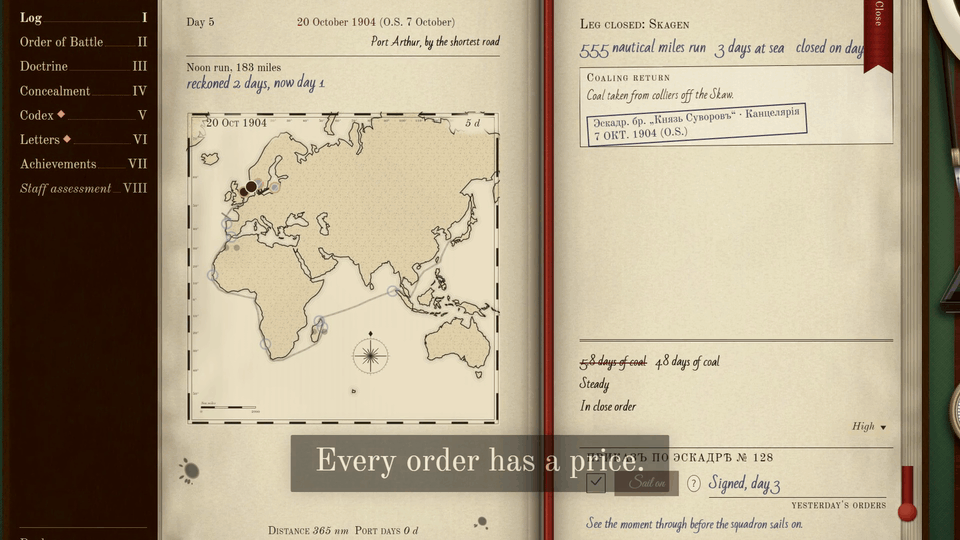 Log I
Order of Battle II
Doctrine III
Concealment IV
Codex V
Letters VI
Achievements VII
Staff assessment VIII
Day 5 20 October 1904 (O.S. 7 October)
Port Arthur, by the shortest road
Noon run, 183 miles
reckoned 2 days, now day 1
20 Oct 1904 5 d
Distance 365 nm Port days 0 d
Close
Leg closed: Skagen
555 nautical miles run 3 days at sea closed on day
Coaling return
Coal taken from colliers off the Skaw.
Эскадр. бр. „Князь Суворовъ“ · Канцелярія
7 ОКТ. 1904 (O.S.)
58 days of coal 48 days of coal
Steady
In close order
High
ПО ЭСКАДРѢ № 128
Every order has a price.
Sail on ? Signed, day 3
Yesterday's orders
See the moment through before the squadron sails on.